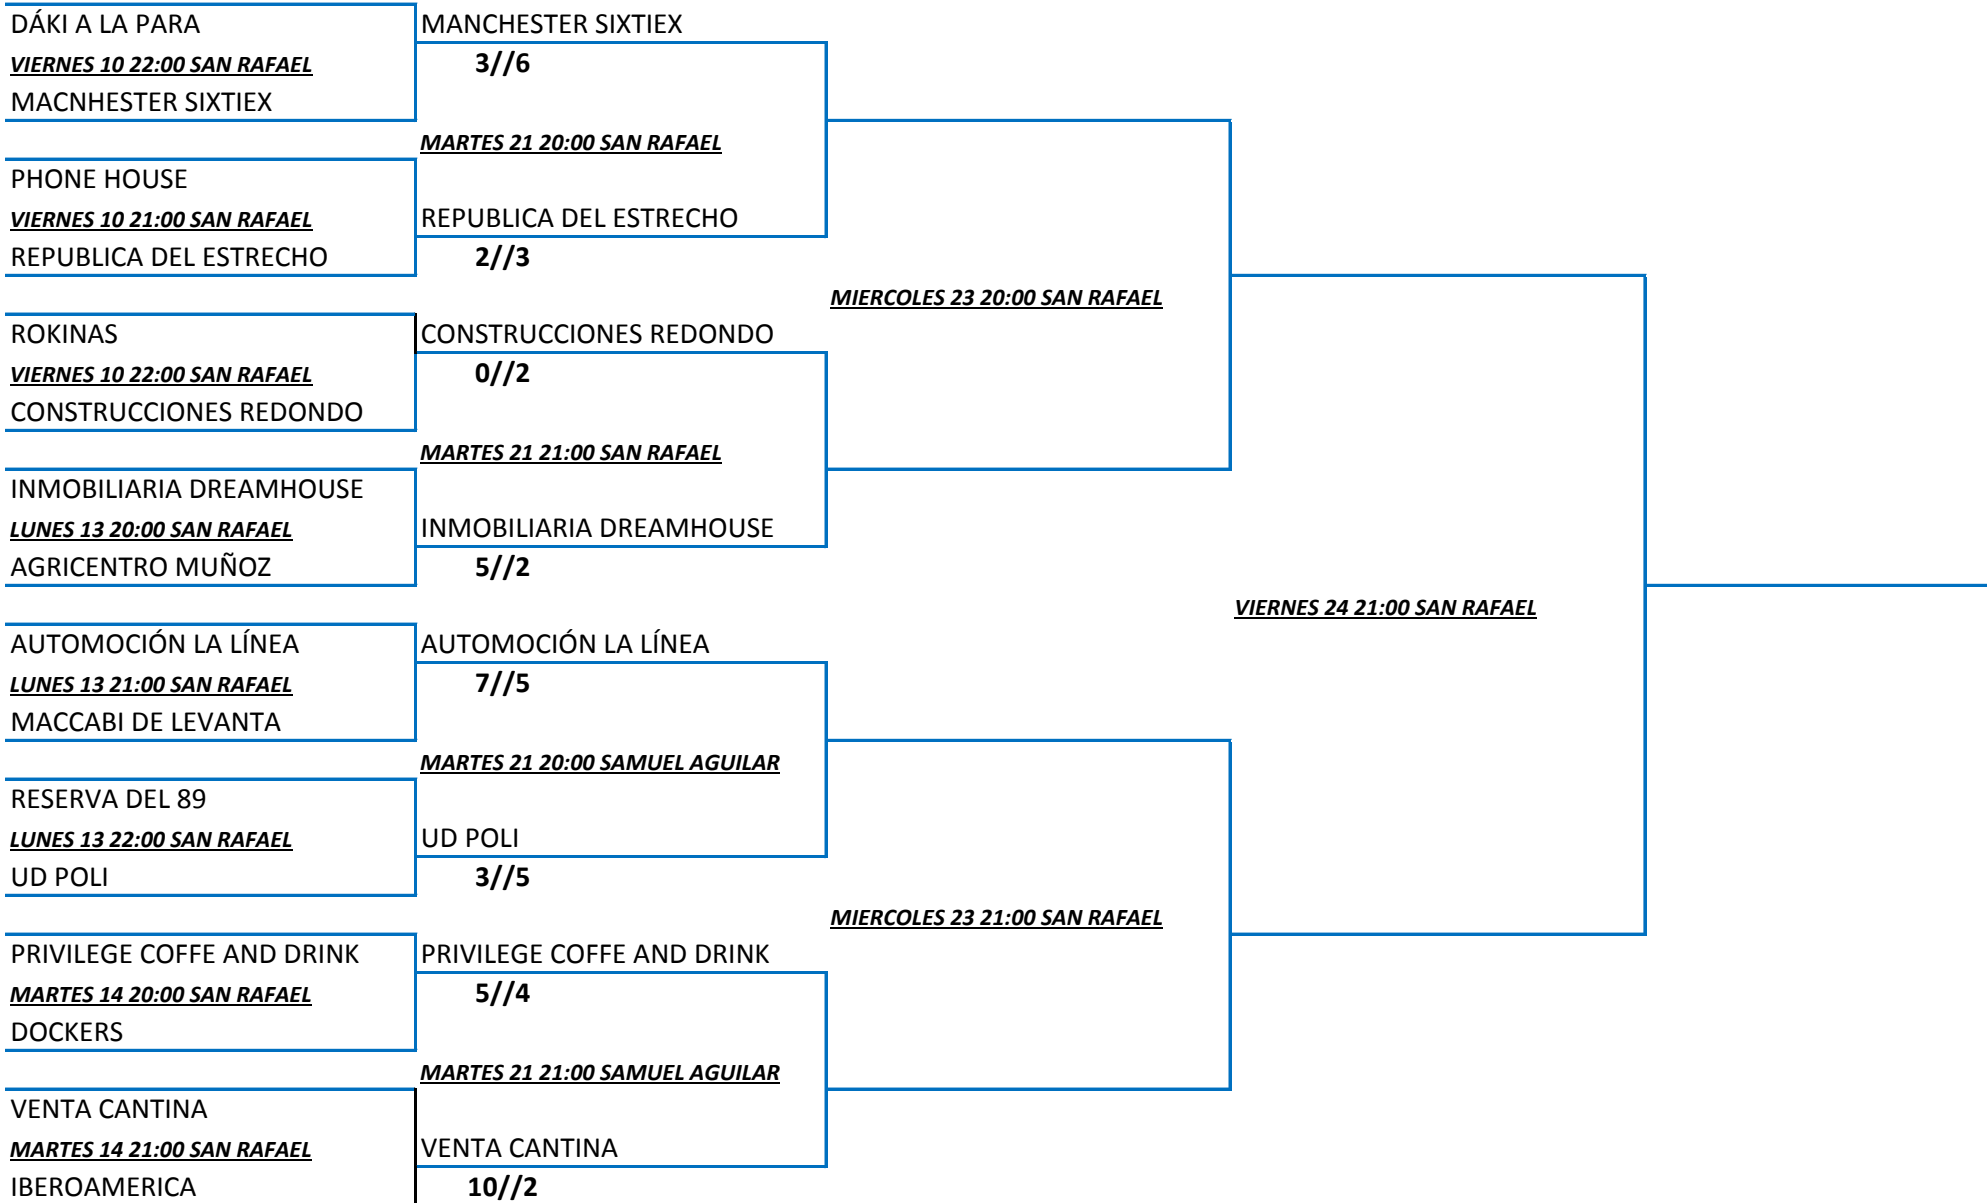 DÁKI A LA PARA
MANCHESTER SIXTIEX
VIERNES 10 22:00 SAN RAFAEL
3//6
MACNHESTER SIXTIEX
MARTES 21 20:00 SAN RAFAEL
PHONE HOUSE
VIERNES 10 21:00 SAN RAFAEL
REPUBLICA DEL ESTRECHO
REPUBLICA DEL ESTRECHO
2//3
MIERCOLES 23 20:00 SAN RAFAEL
ROKINAS
CONSTRUCCIONES REDONDO
VIERNES 10 22:00 SAN RAFAEL
0//2
CONSTRUCCIONES REDONDO
MARTES 21 21:00 SAN RAFAEL
INMOBILIARIA DREAMHOUSE
LUNES 13 20:00 SAN RAFAEL
INMOBILIARIA DREAMHOUSE
AGRICENTRO MUÑOZ
5//2
VIERNES 24 21:00 SAN RAFAEL
AUTOMOCIÓN LA LÍNEA
AUTOMOCIÓN LA LÍNEA
LUNES 13 21:00 SAN RAFAEL
7//5
MACCABI DE LEVANTA
MARTES 21 20:00 SAMUEL AGUILAR
RESERVA DEL 89
LUNES 13 22:00 SAN RAFAEL
UD POLI
UD POLI
3//5
MIERCOLES 23 21:00 SAN RAFAEL
PRIVILEGE COFFE AND DRINK
PRIVILEGE COFFE AND DRINK
MARTES 14 20:00 SAN RAFAEL
5//4
DOCKERS
MARTES 21 21:00 SAMUEL AGUILAR
VENTA CANTINA
MARTES 14 21:00 SAN RAFAEL
VENTA CANTINA
IBEROAMERICA
10//2